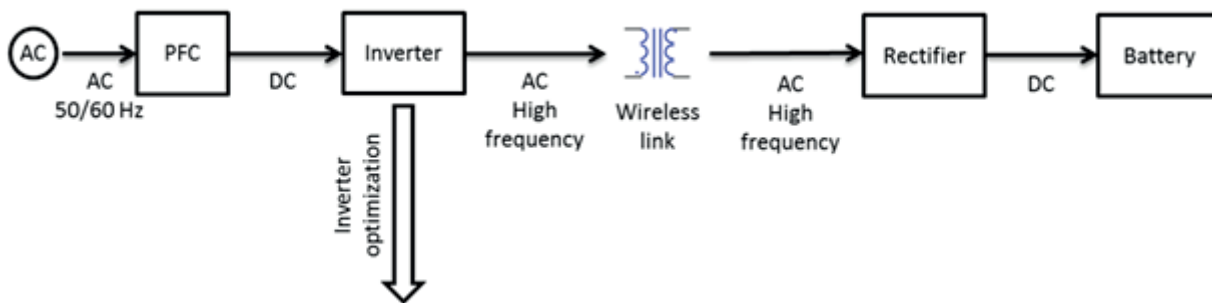 AC
PFC
Inverter
Rectifier
Battery
AC
50/60 Hz
DC
AC
High
frequency
Wireless
link
AC
High
frequency
DC
Inverter
optimization